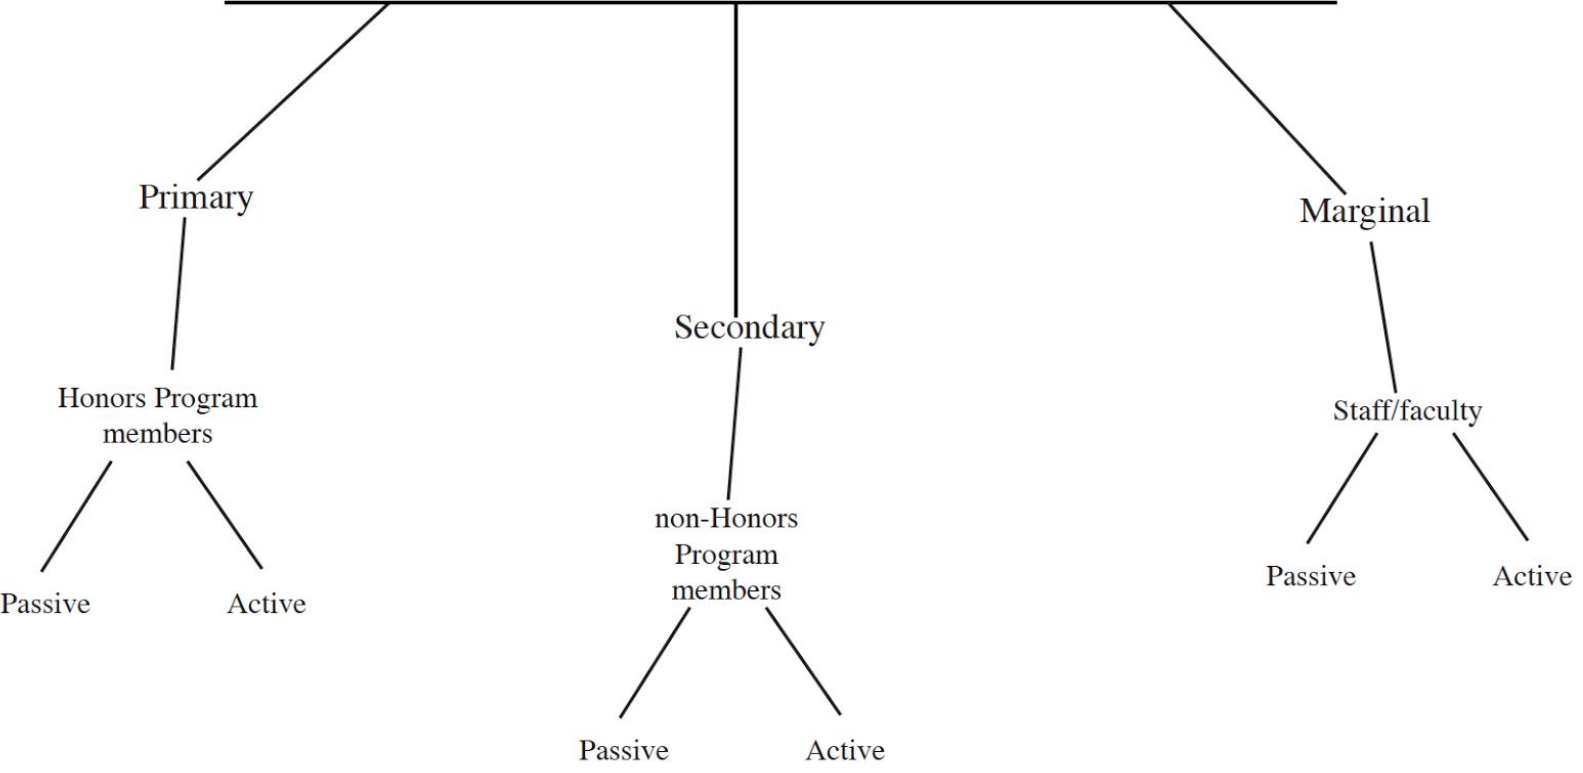 Primary
Marginal
Secondary
Honors Program
members
Staff/faculty
non-Honors
Program
members
Passive
Active
Passive
Active
Passive
Active